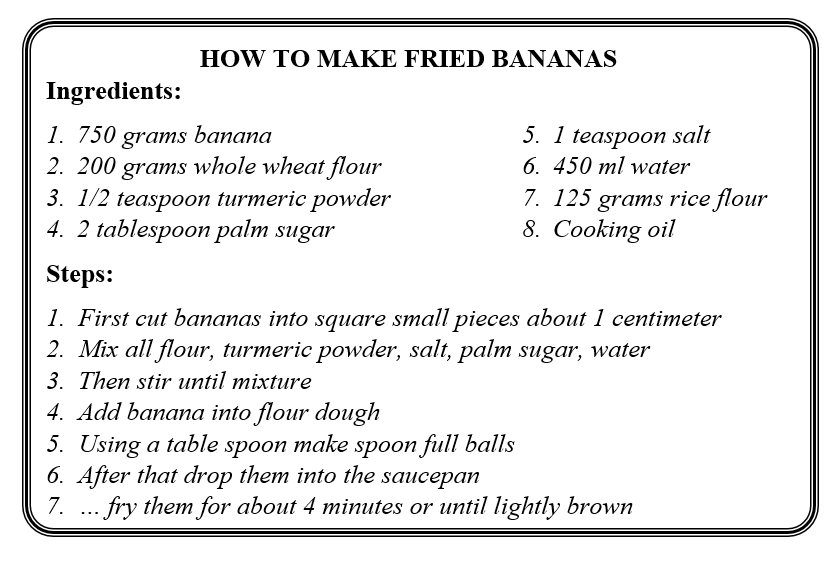 HOW TO MAKE FRIED BANANAS
Ingredients:
1. 750 grams banana
2. 200 grams whole wheat flour
3. 1/2 teaspoon turmeric powder
4. 2 tablespoon palm sugar
5. 1 teaspoon salt
6. 450 ml water
7. 125 grams rice flour
8. Cooking oil
Steps:
1. First cut bananas into square small pieces about 1 centimeter
2. Mix all flour, turmeric powder, salt, palm sugar, water
3. Then stir until mixture
4. Add banana into flour dough
5. Using a table spoon make spoon full balls
6. After that drop them into the saucepan
7. ... fry them for about 4 minutes or until lightly brown